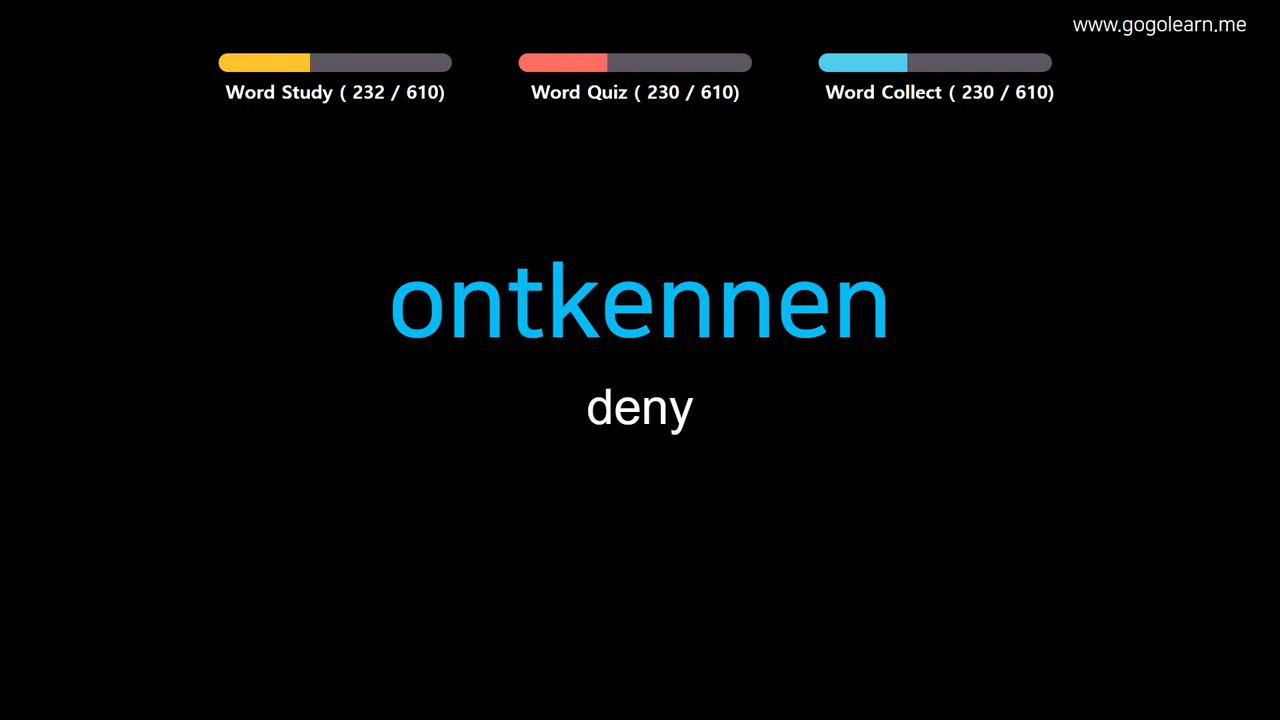 www.gogolearn.me
Word Study ( 232 / 610)
Word Quiz ( 230 / 610)
Word Collect ( 230 / 610)
ontkennen
deny